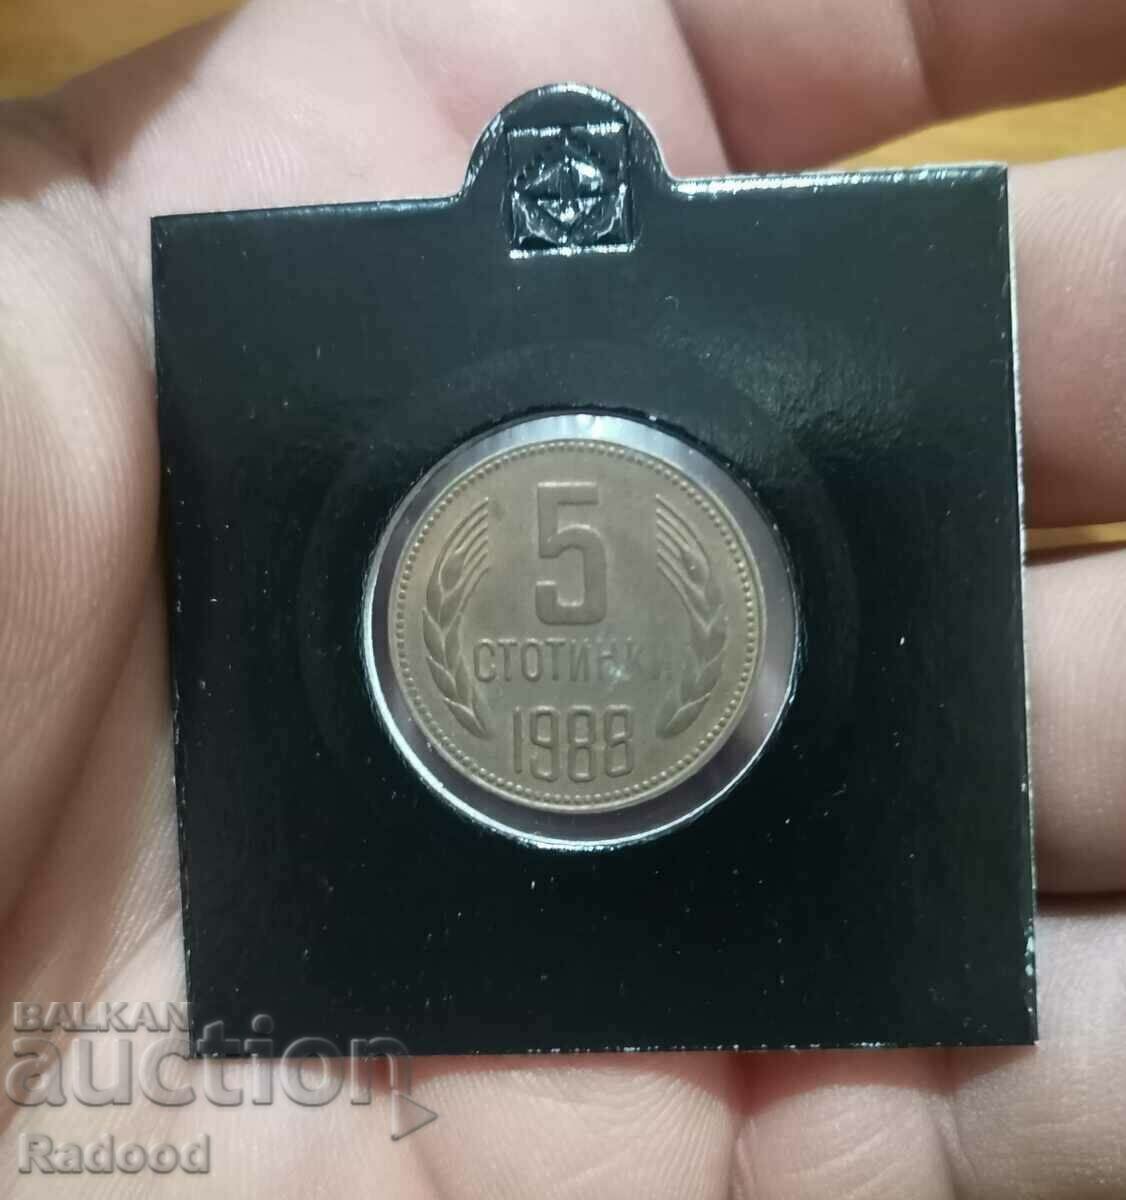 5
СТОТИНКИ
1988
BALKAN
auction
Radood